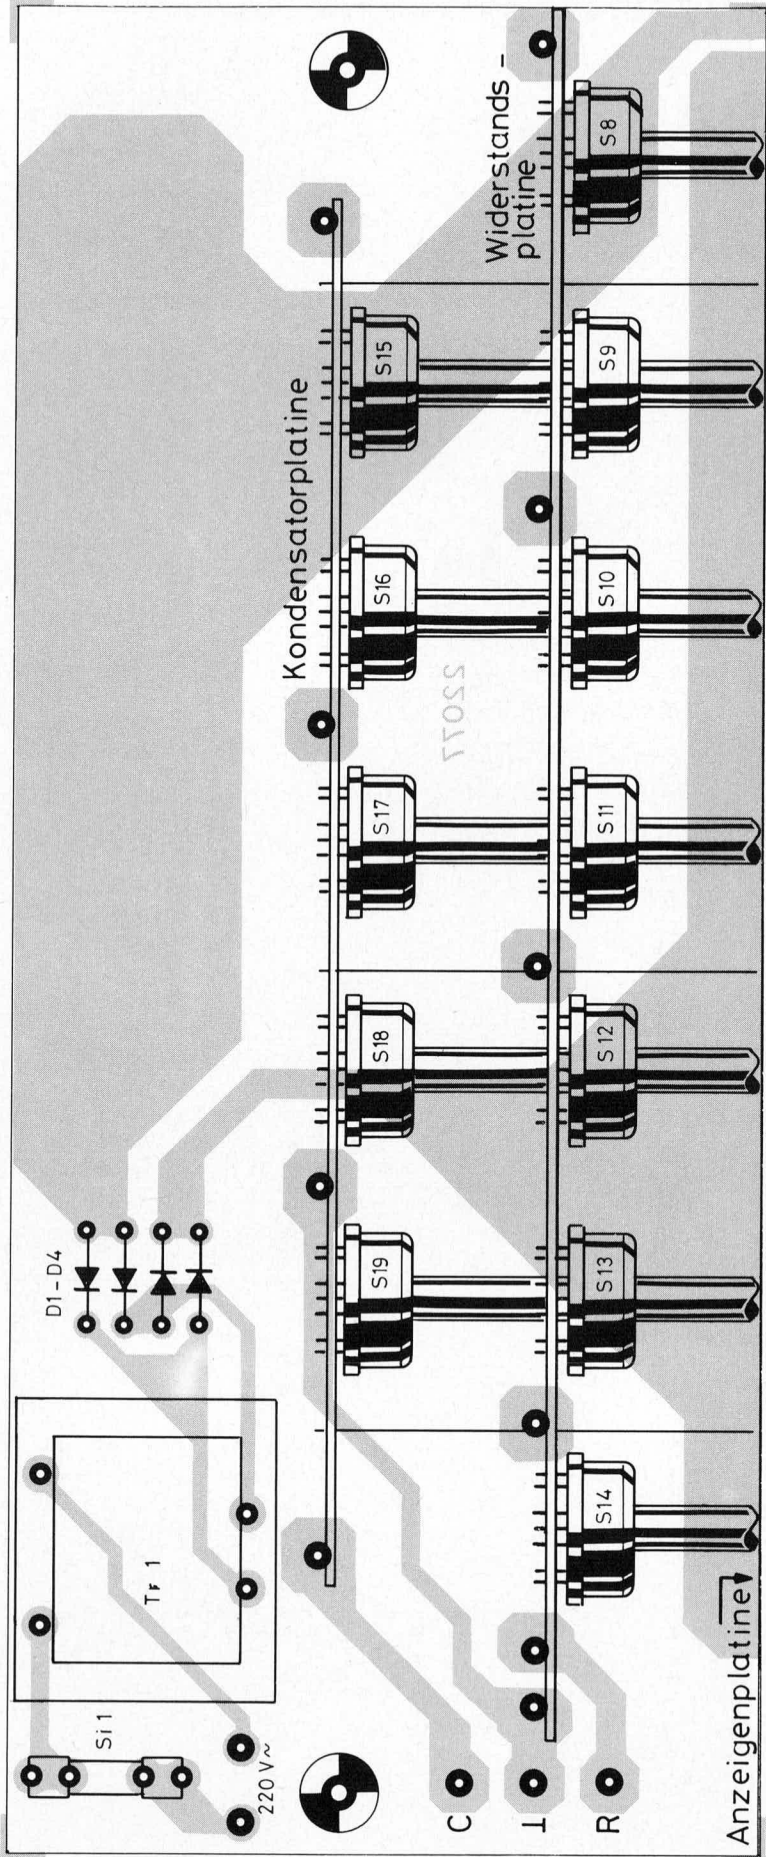 Widerstands-
platine
S8
Kondensatorplatine
S15
S9
S16
S10
22077
S17
S11
S18
S12
D1-D4
S19
S13
Tr 1
S14
Si 1
220 V~
C
⊥
R
Anzeigenplatine